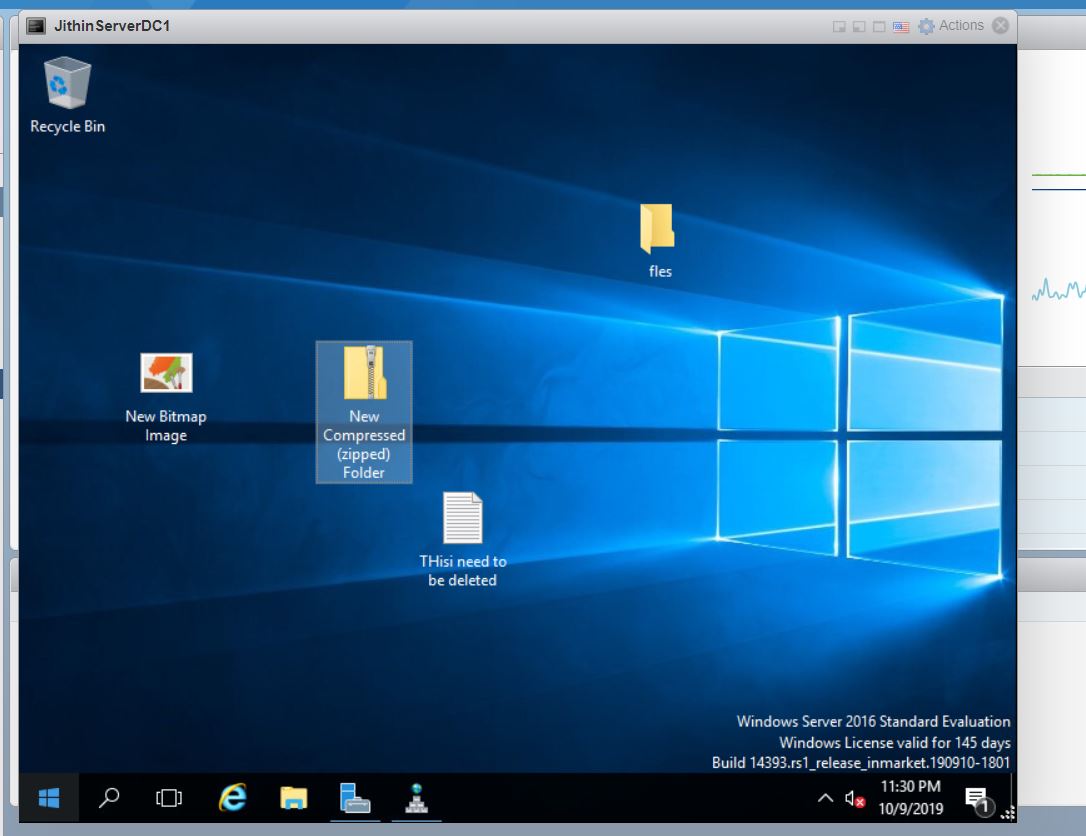 JithinServerDC1
Actions
Recycle Bin
fles
New Bitmap
Image
New
Compressed
(zipped)
Folder
THisi need to
be deleted
Windows Server 2016 Standard Evaluation
Windows License valid for 145 days
Build 14393.rs1_release_inmarket.190910-1801
11:30 PM
10/9/2019
1